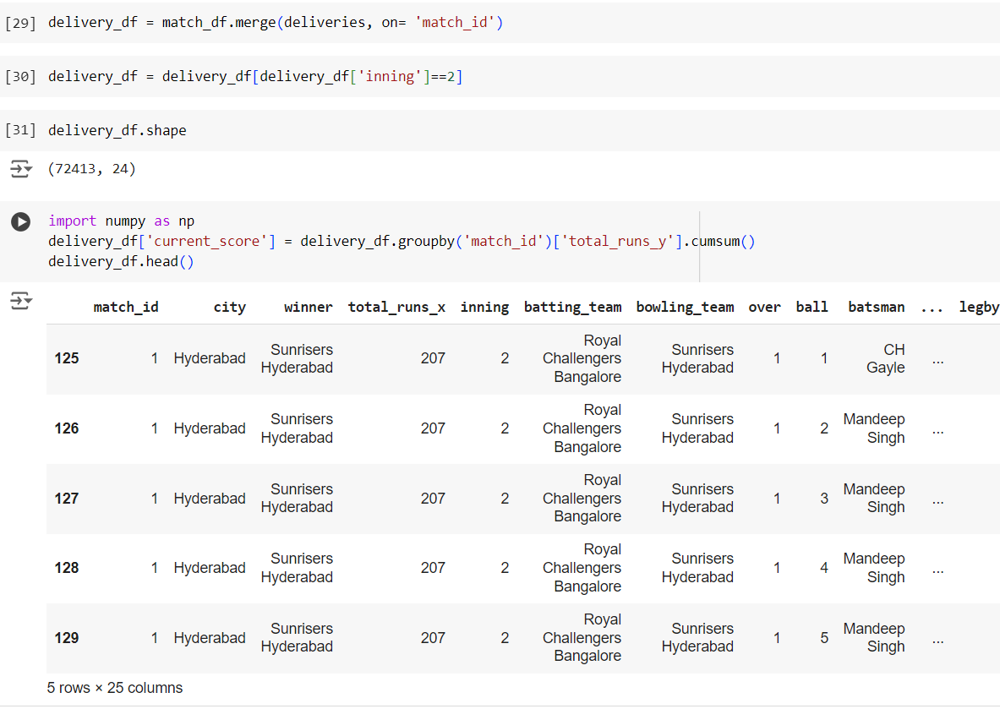 [29] delivery_df = match_df.merge(deliveries, on= 'match_id')
[30] delivery_df = delivery_df[delivery_df['inning']==2]
[31] delivery_df.shape
(72413, 24)
import numpy as np
delivery_df['current_score'] = delivery_df.groupby('match_id')['total_runs_y'].cumsum()
delivery_df.head()
match_id city winner total_runs_x inning batting_team bowling_team over ball batsman ... legby
125 1 Hyderabad Sunrisers Hyderabad 207 2 Royal Challengers Bangalore Sunrisers Hyderabad 1 1 CH Gayle ...
126 1 Hyderabad Sunrisers Hyderabad 207 2 Royal Challengers Bangalore Sunrisers Hyderabad 1 2 Mandeep Singh ...
127 1 Hyderabad Sunrisers Hyderabad 207 2 Royal Challengers Bangalore Sunrisers Hyderabad 1 3 Mandeep Singh ...
128 1 Hyderabad Sunrisers Hyderabad 207 2 Royal Challengers Bangalore Sunrisers Hyderabad 1 4 Mandeep Singh ...
129 1 Hyderabad Sunrisers Hyderabad 207 2 Royal Challengers Bangalore Sunrisers Hyderabad 1 5 Mandeep Singh ...
5 rows × 25 columns